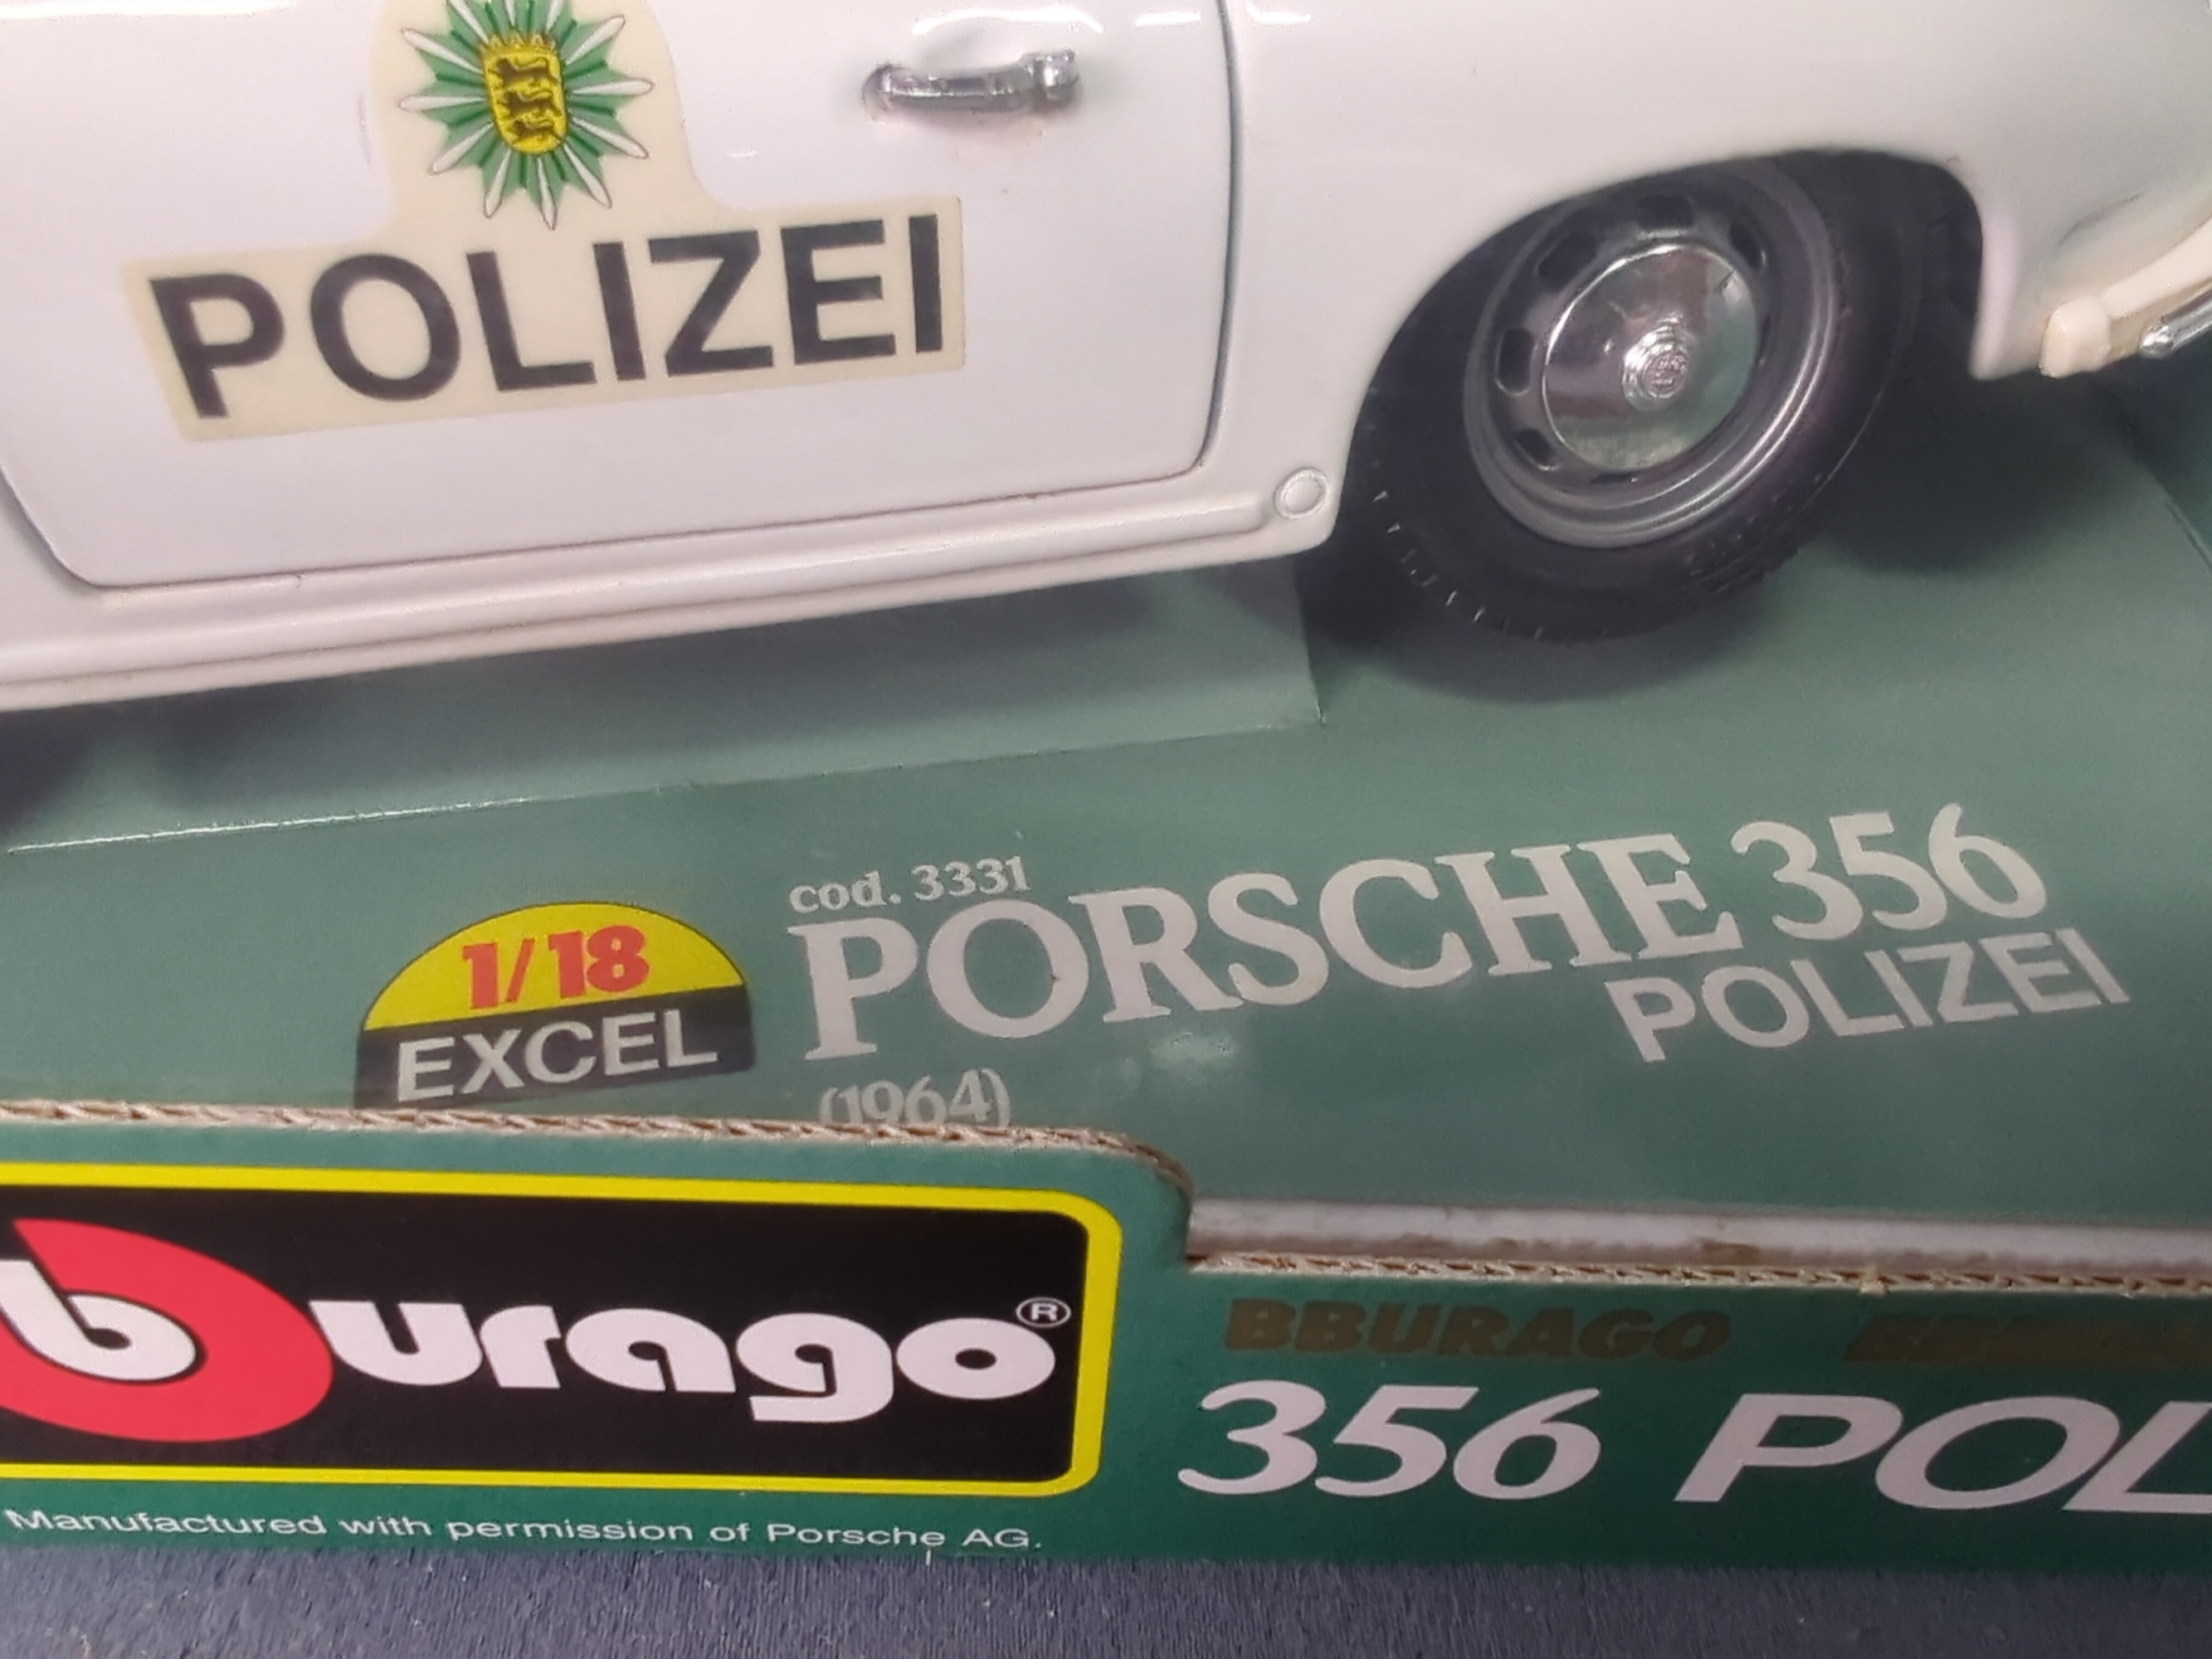 POLIZEI
cod. 3331
1/18
EXCEL
PORSCHE 356
POLIZEI
(1964)
burago®
BBURAGO
356 POL
Manufactured with permission of Porsche AG.